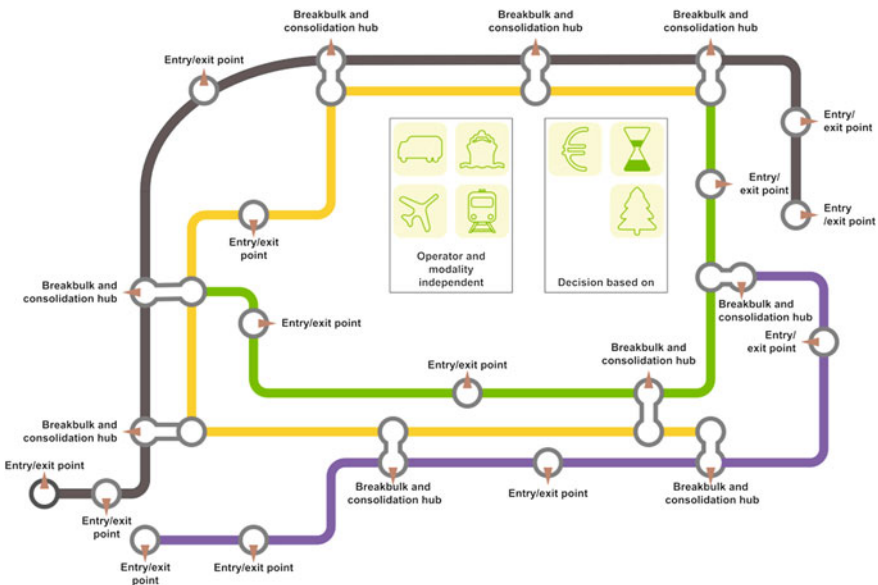 Breakbulk and
consolidation hub
Breakbulk and
consolidation hub
Breakbulk and
consolidation hub
Entry/exit point
Entry/
exit point
Entry/
exit point
Entry
/exit point
Entry/exit
point
Operator and
modality
independent
Decision based on
Breakbulk and
consolidation hub
Breakbulk and
consolidation hub
Entry/exit point
Entry/
exit point
Breakbulk and
consolidation hub
Entry/exit point
Breakbulk and
consolidation hub
Entry/exit point
Entry/exit
point
Breakbulk and
consolidation hub
Entry/exit point
Breakbulk and
consolidation hub
Entry/exit
point
Entry/exit point